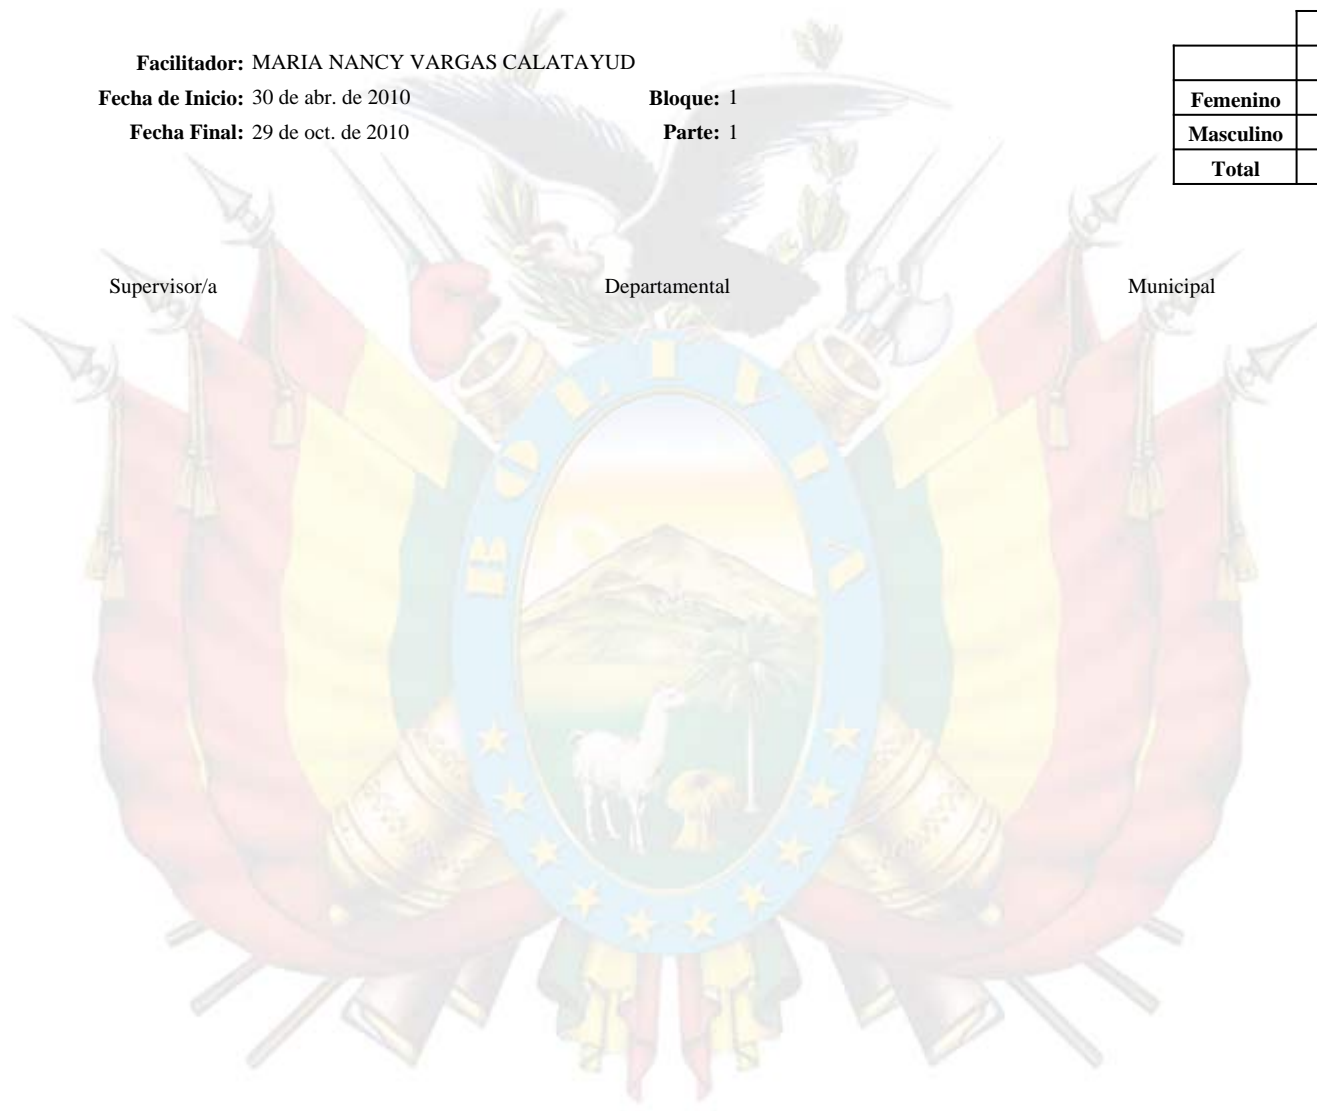 Facilitador: MARIA NANCY VARGAS CALATAYUD
Fecha de Inicio: 30 de abr. de 2010 Bloque: 1
Fecha Final: 29 de oct. de 2010 Parte: 1
Femenino
Masculino
Total
Supervisor/a Departamental Municipal
BOLIVIA